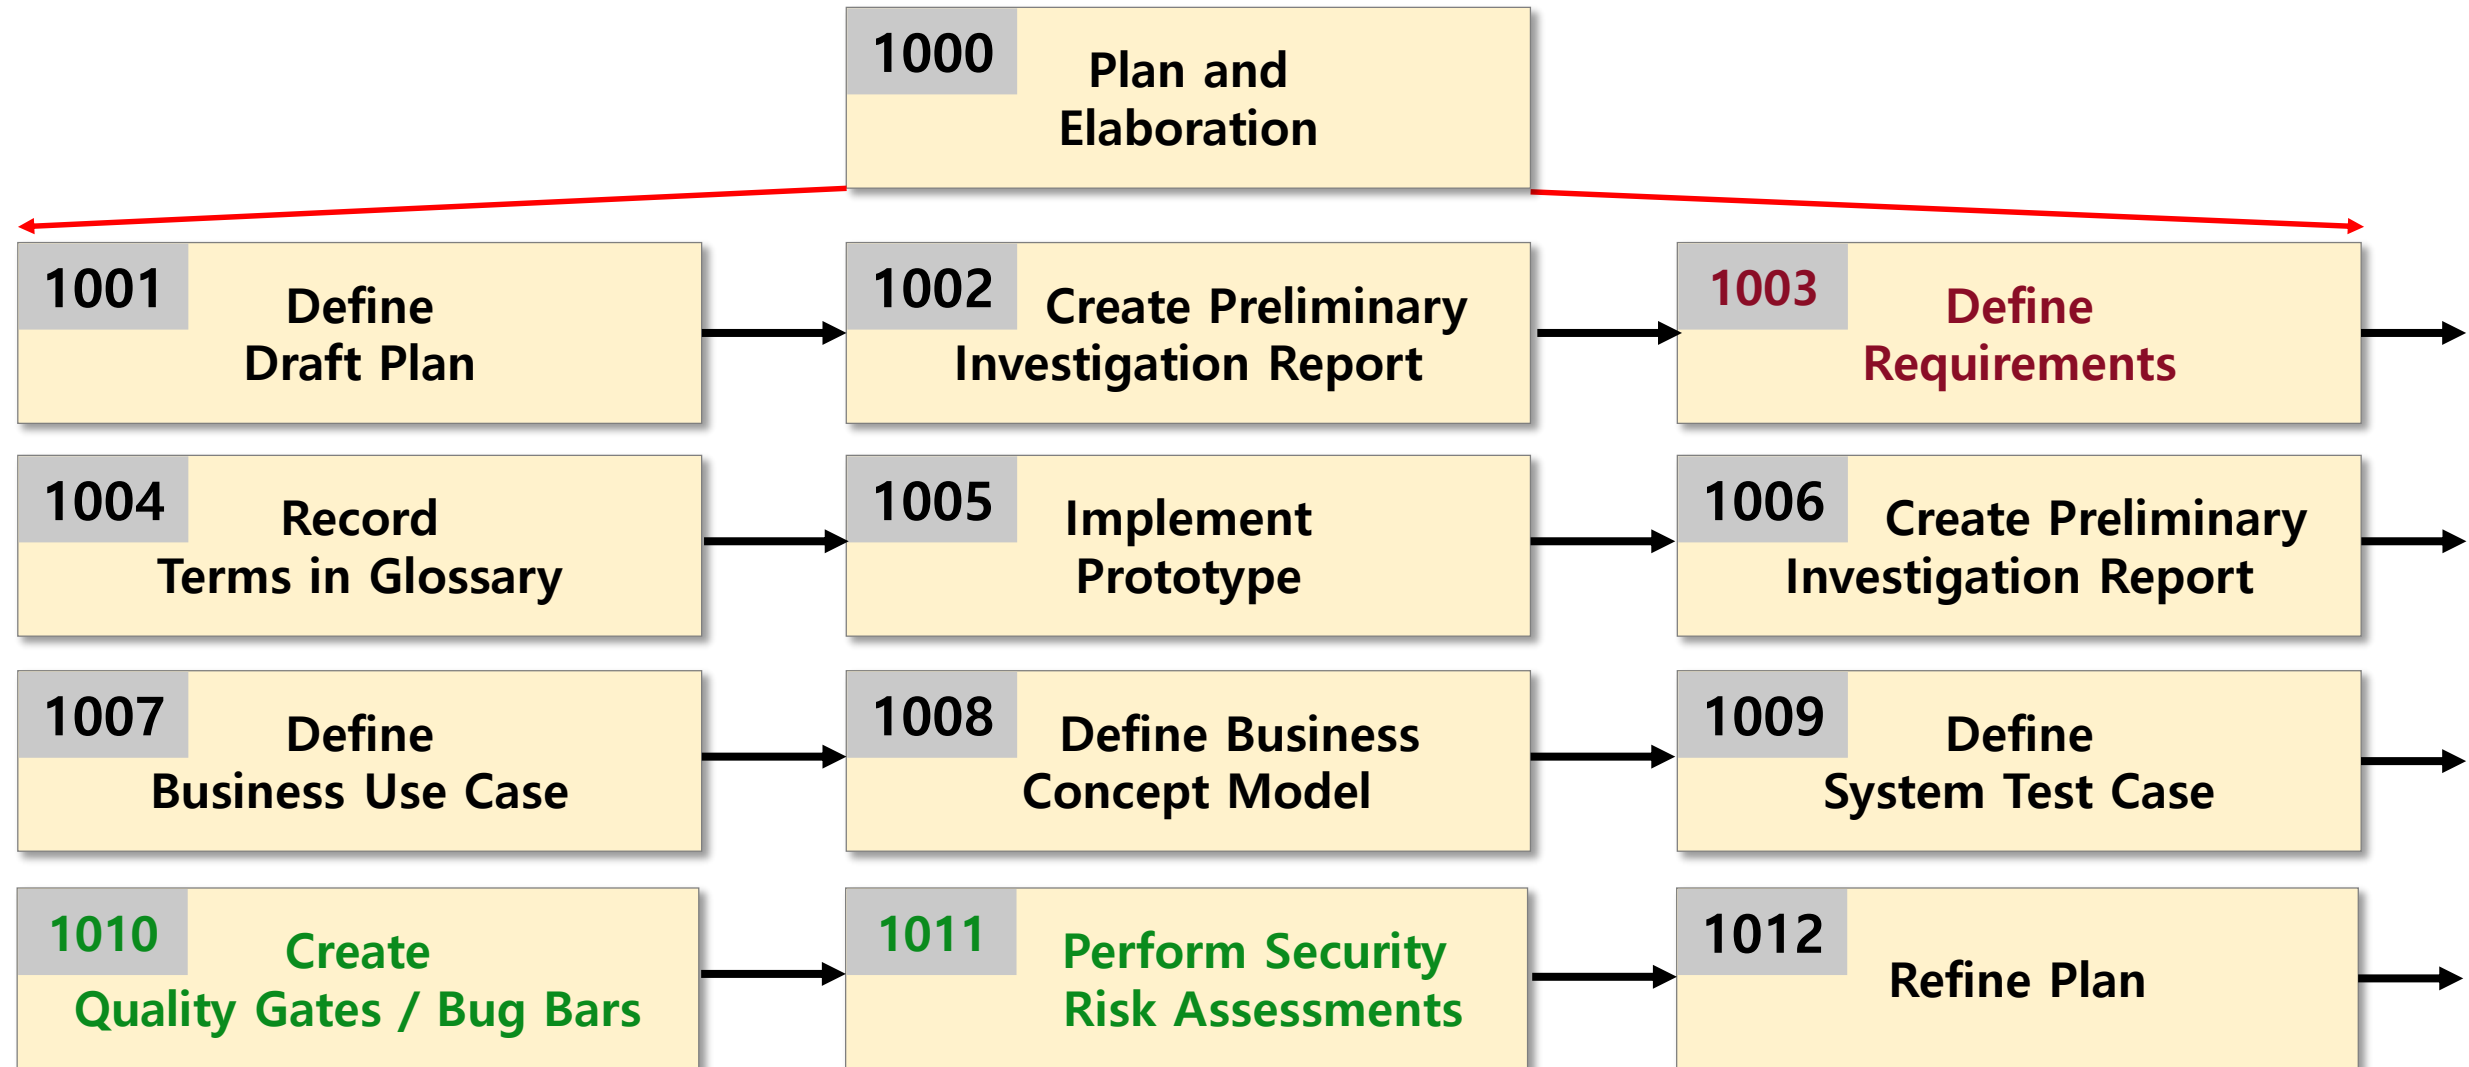 1000
Plan and
Elaboration
1001
Define
Draft Plan
1002
Create Preliminary
Investigation Report
1003
Define
Requirements
1004
Record
Terms in Glossary
1005
Implement
Prototype
1006
Create Preliminary
Investigation Report
1007
Define
Business Use Case
1008
Define Business
Concept Model
1009
Define
System Test Case
1010
Create
Quality Gates / Bug Bars
1011
Perform Security
Risk Assessments
1012
Refine Plan